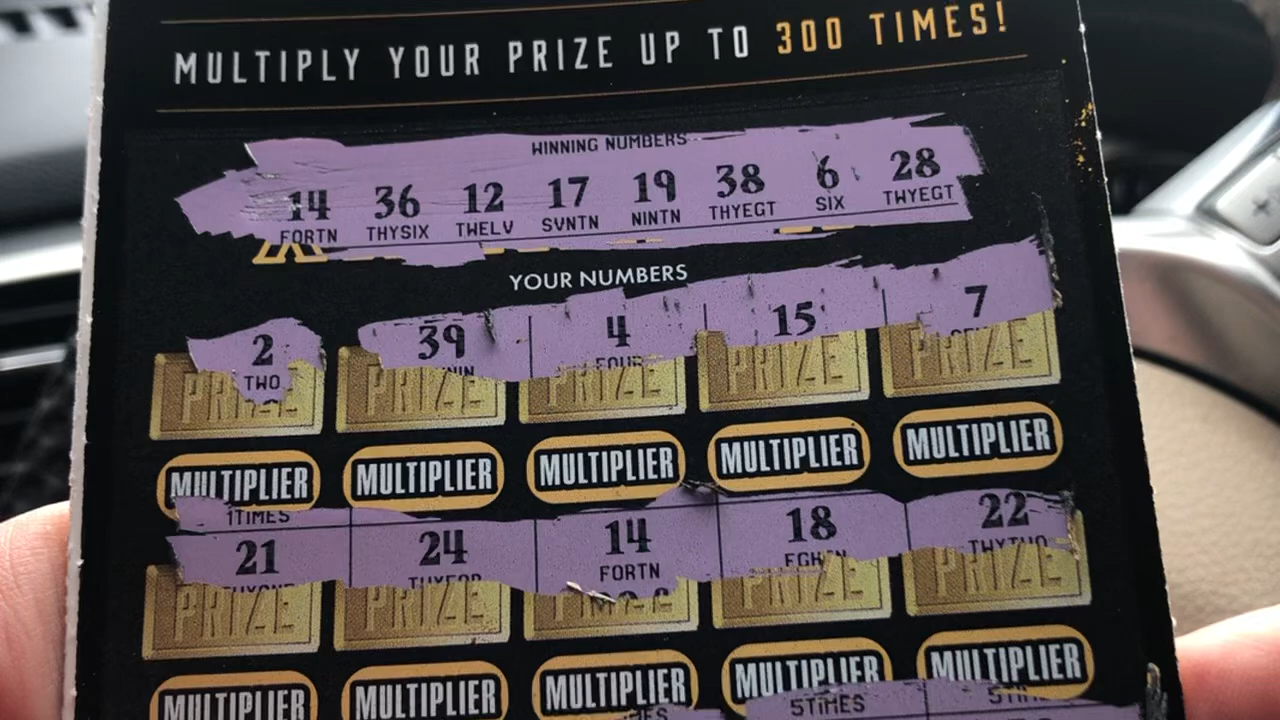 MULTIPLY YOUR PRIZE UP TO 300 TIMES!
WINNING NUMBERS
14 36 12 17 19 38 6 28
FORTN THYSIX TWELV SVNTN NINTN THYEGT SIX TWYEGT
YOUR NUMBERS
2 39 4 15 7
TWO FOUR
PRIZE PRIZE PRIZE PRIZE PRIZE
MULTIPLIER MULTIPLIER MULTIPLIER MULTIPLIER MULTIPLIER
1TIMES
21 24 14 18 22
FORTN TWYTWO
PRIZE PRIZE PRIZE PRIZE
MULTIPLIER MULTIPLIER MULTIPLIER MULTIPLIER MULTIPLIER
5TIMES